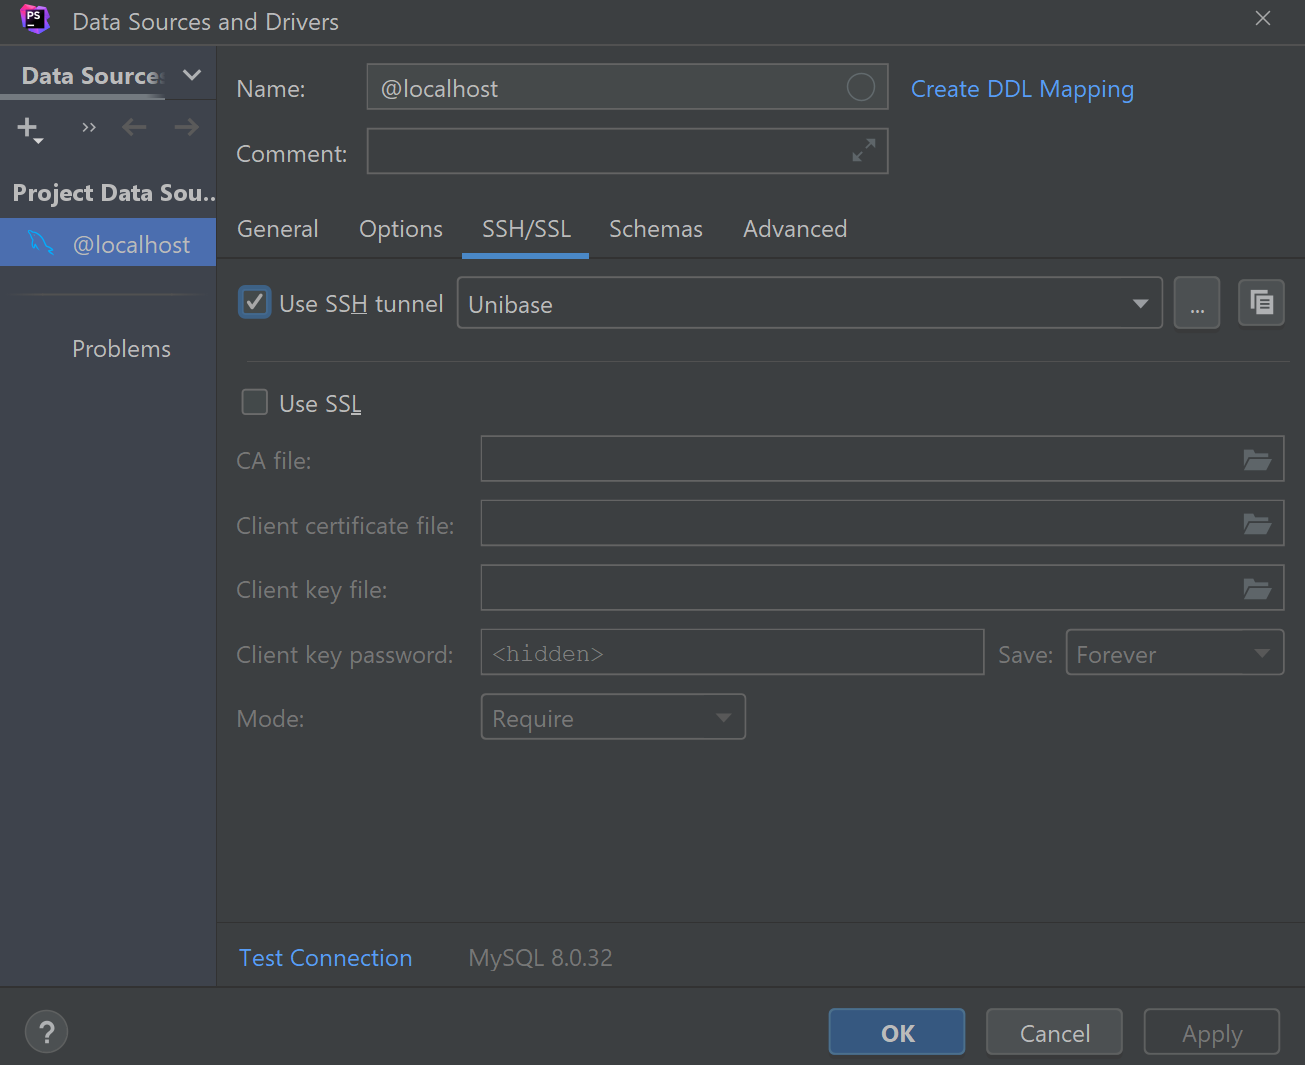 PS
Data Sources and Drivers
Data Source
Name: @localhost Create DDL Mapping
Comment:
Project Data Sou..
@localhost
Problems
General Options SSH/SSL Schemas Advanced
Use SSH tunnel Unibase ...
Use SSL
CA file:
Client certificate file:
Client key file:
Client key password: <hidden> Save: Forever
Mode: Require
Test Connection MySQL 8.0.32
? OK Cancel Apply